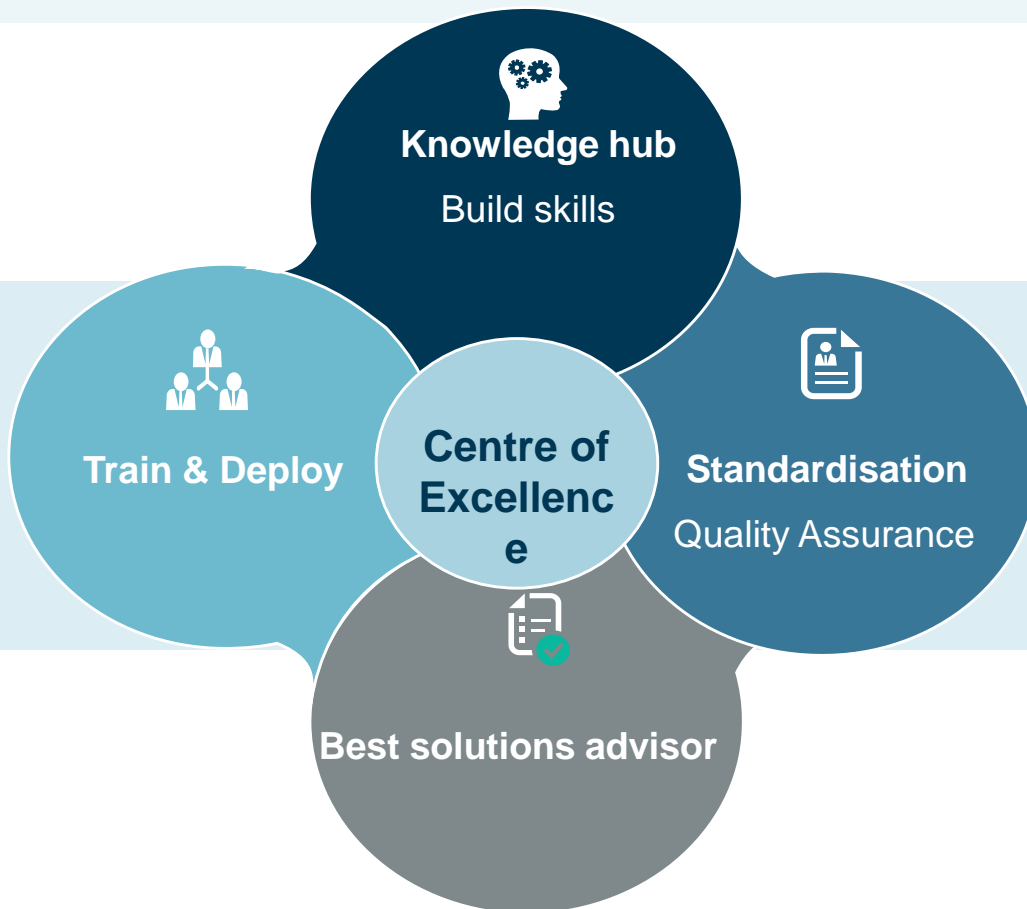 Knowledge hub
Build skills
Train & Deploy
Centre of
Excellenc
e
Standardisation
Quality Assurance
Best solutions advisor